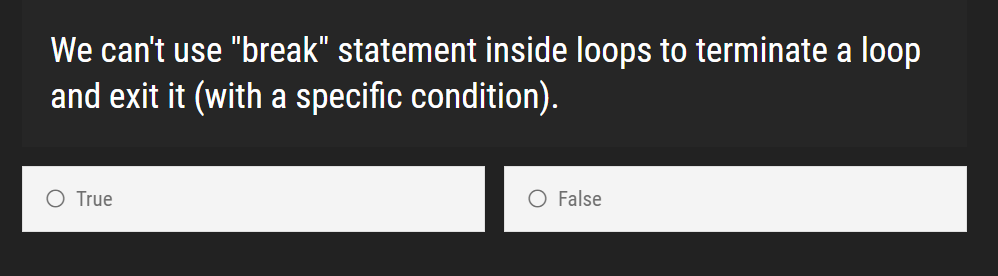 We can't use "break" statement inside loops to terminate a loop
and exit it (with a specific condition).
True
False